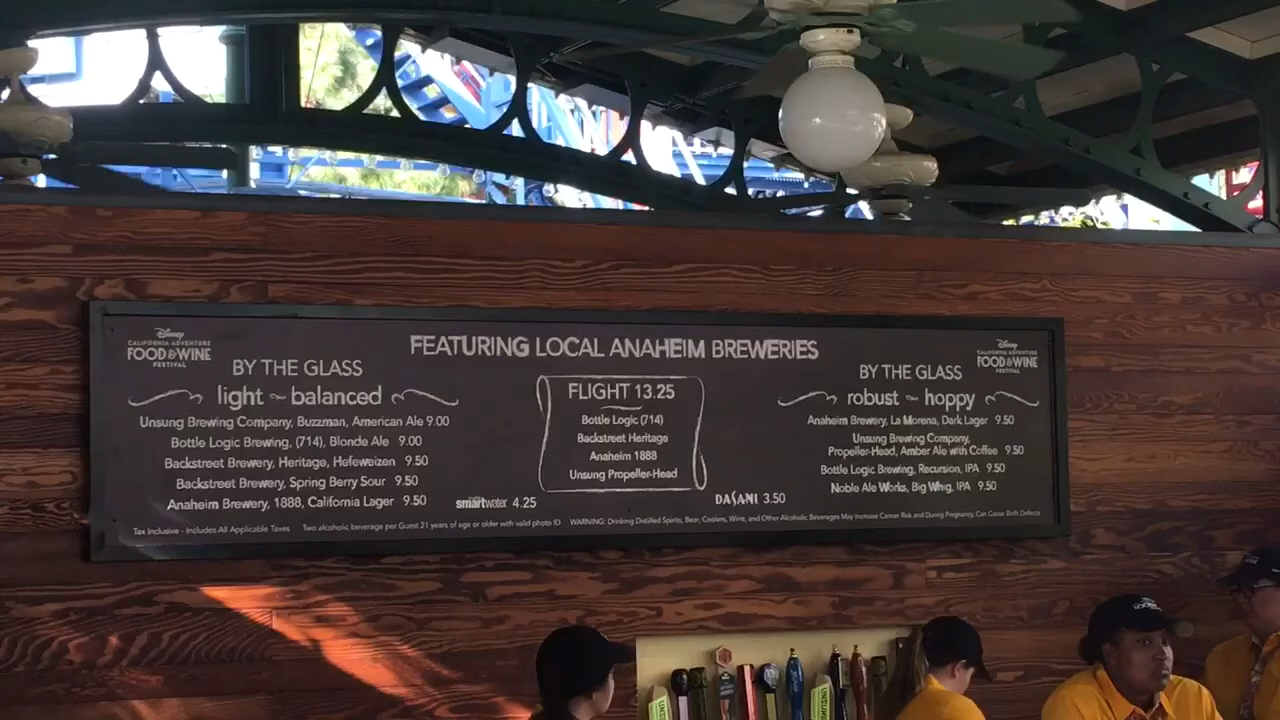 Disney
CALIFORNIA ADVENTURE
FOOD & WINE
FESTIVAL
FEATURING LOCAL ANAHEIM BREWERIES
Disney
CALIFORNIA ADVENTURE
FOOD & WINE
FESTIVAL
BY THE GLASS
light ~ balanced
Unsung Brewing Company, Buzzman, American Ale 9.00
Bottle Logic Brewing, (714), Blonde Ale 9.00
Backstreet Brewery, Heritage, Hefeweizen 9.50
Backstreet Brewery, Spring Berry Sour 9.50
Anaheim Brewery, 1888, California Lager 9.50
FLIGHT 13.25
Bottle Logic (714)
Backstreet Heritage
Anaheim 1888
Unsung Propeller-Head
smartwater 4.25
DASANI 3.50
BY THE GLASS
robust ~ hoppy
Anaheim Brewery, La Morena, Dark Lager 9.50
Unsung Brewing Company,
Propeller-Head, Amber Ale with Coffee 9.50
Bottle Logic Brewing, Recursion, IPA 9.50
Noble Ale Works, Big Whig, IPA 9.50
Tax Inclusive - Includes All Applicable Taxes Two alcoholic beverage per Guest 21 years of age or older with valid photo ID WARNING: Drinking Distilled Spirits, Beer, Coolers, Wine, and Other Alcoholic Beverages May Increase Cancer Risk and During Pregnancy, Can Cause Birth Defects